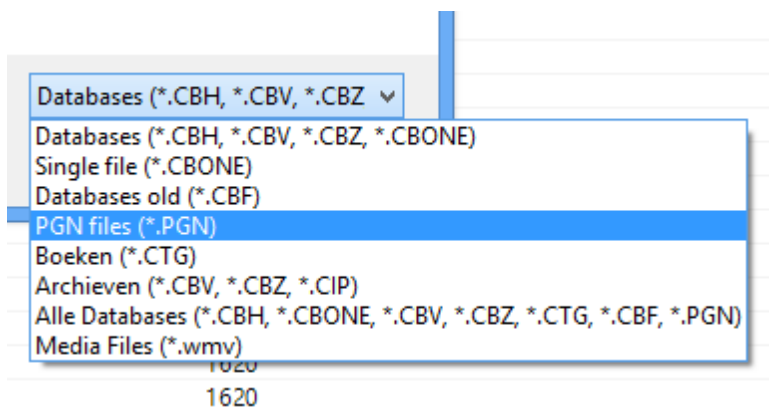 Databases (*.CBH, *.CBV, *.CBZ
Databases (*.CBH, *.CBV, *.CBZ, *.CBONE)
Single file (*.CBONE)
Databases old (*.CBF)
PGN files (*.PGN)
Boeken (*.CTG)
Archieven (*.CBV, *.CBZ, *.CIP)
Alle Databases (*.CBH, *.CBONE, *.CBV, *.CBZ, *.CTG, *.CBF, *.PGN)
Media Files (*.wmv)
1620
1620